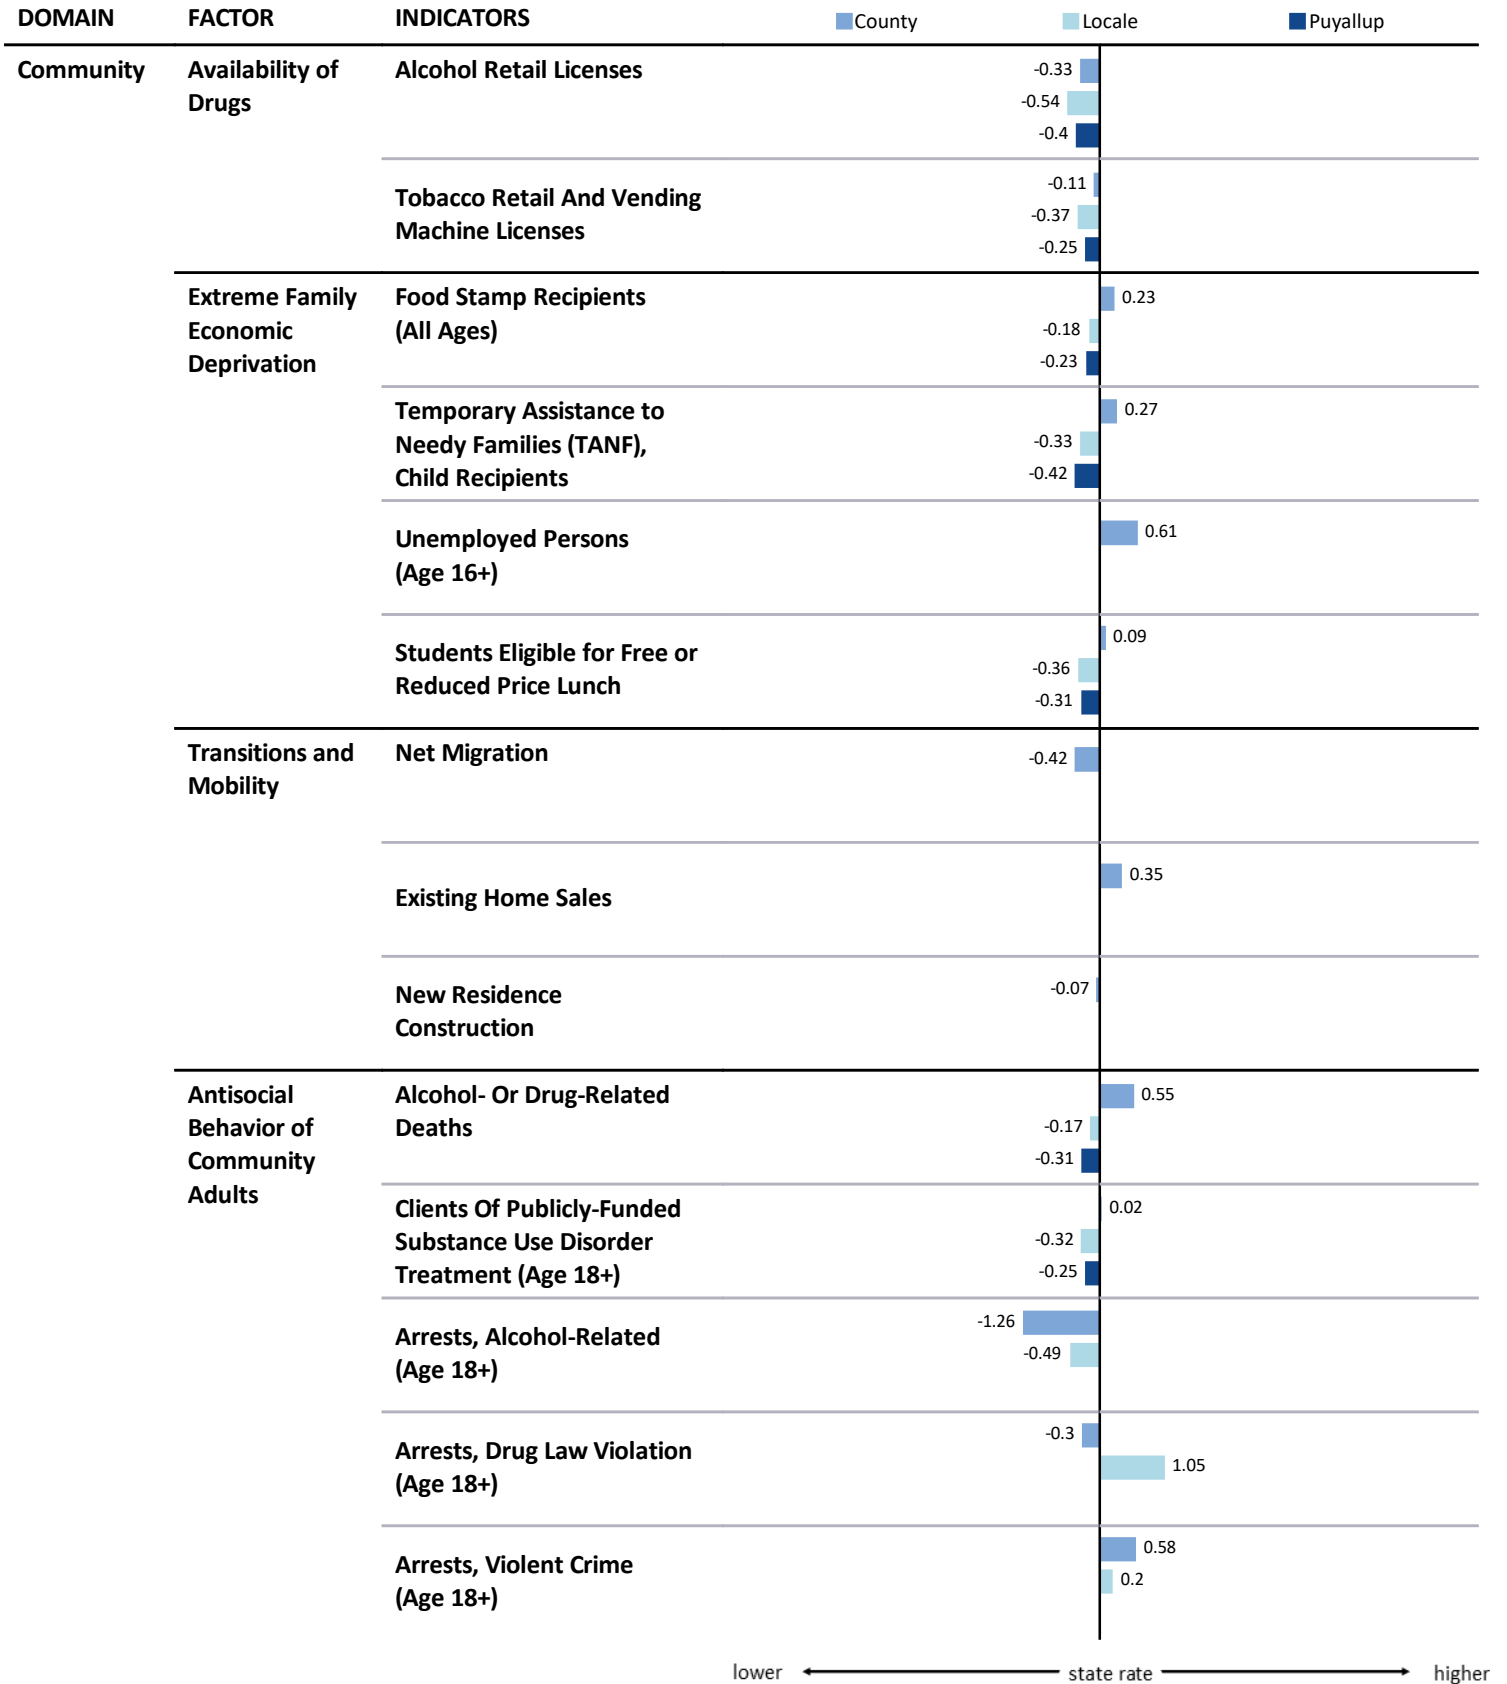 DOMAIN FACTOR INDICATORS County Locale Puyallup
Community Availability of Drugs Alcohol Retail Licenses
-0.33
-0.54
-0.4
Tobacco Retail And Vending
Machine Licenses
-0.11
-0.37
-0.25
Extreme Family
Economic
Deprivation
Food Stamp Recipients
(All Ages)
0.23
-0.18
-0.23
Temporary Assistance to
Needy Families (TANF),
Child Recipients
0.27
-0.33
-0.42
Unemployed Persons
(Age 16+)
0.61
Students Eligible for Free or
Reduced Price Lunch
0.09
-0.36
-0.31
Transitions and
Mobility
Net Migration
-0.42
Existing Home Sales
0.35
New Residence
Construction
-0.07
Antisocial
Behavior of
Community
Adults
Alcohol- Or Drug-Related
Deaths
0.55
-0.17
-0.31
Clients Of Publicly-Funded
Substance Use Disorder
Treatment (Age 18+)
0.02
-0.32
-0.25
Arrests, Alcohol-Related
(Age 18+)
-1.26
-0.49
Arrests, Drug Law Violation
(Age 18+)
-0.3
1.05
Arrests, Violent Crime
(Age 18+)
0.58
0.2
lower state rate higher